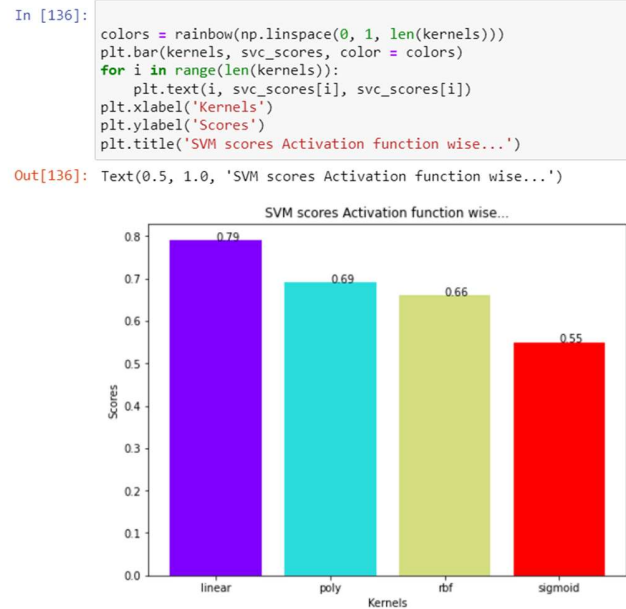 In [136]:
colors = rainbow(np.linspace(0, 1, len(kernels)))
plt.bar(kernels, svc_scores, color = colors)
for i in range(len(kernels)):
    plt.text(i, svc_scores[i], svc_scores[i])
plt.xlabel('Kernels')
plt.ylabel('Scores')
plt.title('SVM scores Activation function wise...')
Out[136]: Text(0.5, 1.0, 'SVM scores Activation function wise...')
SVM scores Activation function wise...
0.8
0.7
0.6
0.5
0.4
0.3
0.2
0.1
0.0
Scores
0.79
0.69
0.66
0.55
linear poly rbf sigmoid
Kernels